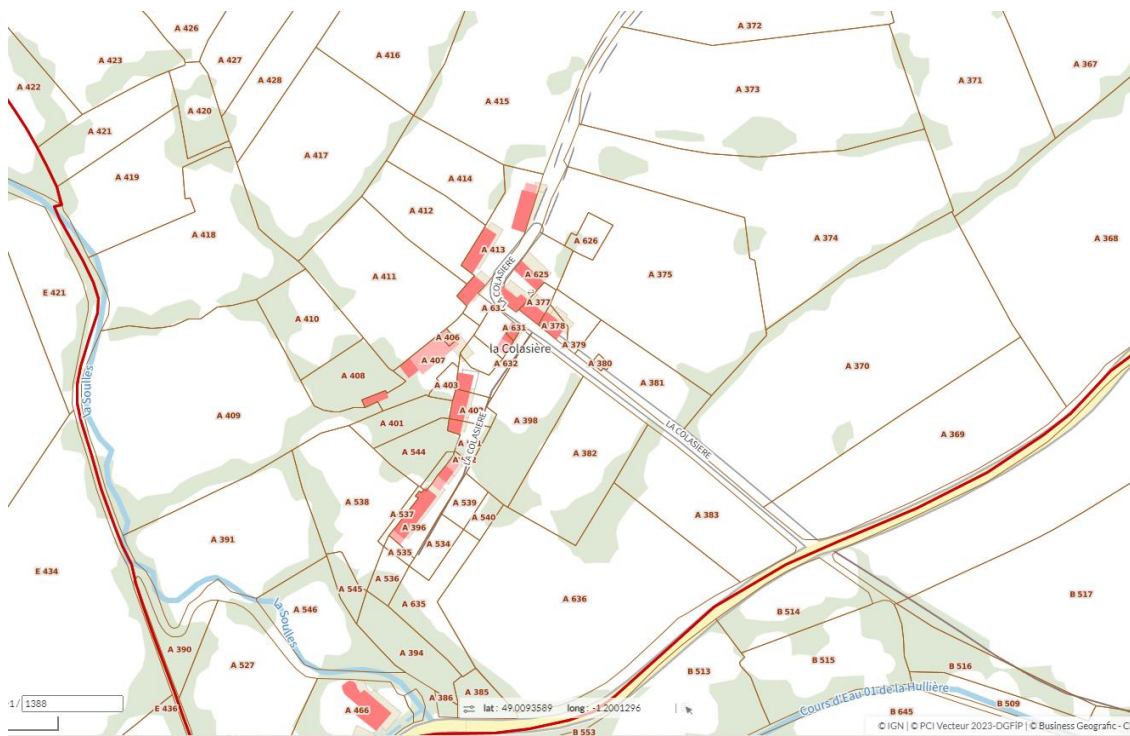 A 426
A 372
A 423
A 427
A 416
A 367
A 428
A 371
A 422
A 373
A 415
A 420
A 421
A 417
A 419
A 414
A 412
A 418
A 374
A 368
A 626
A 413
A 375
A 411
LA COLASIERE
A 625
E 421
A 377
A 410
A 378
A 631
A 406
A 379
la Colasière
A 407
A 632
A 380
A 370
A 408
A 403
A 381
la Soulles
A 409
A 401
A 398
LA COLASIERE
LA COLASIERE
A 369
A 544
A 382
A 538
A 539
A 537
A 383
A 540
A 396
A 391
A 534
A 535
E 434
A 536
A 545
A 635
A 636
B 517
A 546
B 514
la Soulles
A 390
A 394
A 527
B 515
B 513
B 516
A 385
A 386
Cours d'Eau 01 de la Hullière
B 509
1/ 1388
E 436
A 466
lat : 49.0093589 long : -1.2001296
B 645
B 553
© IGN | © PCI Vecteur 2023-DGFiP | © Business Geografic - C